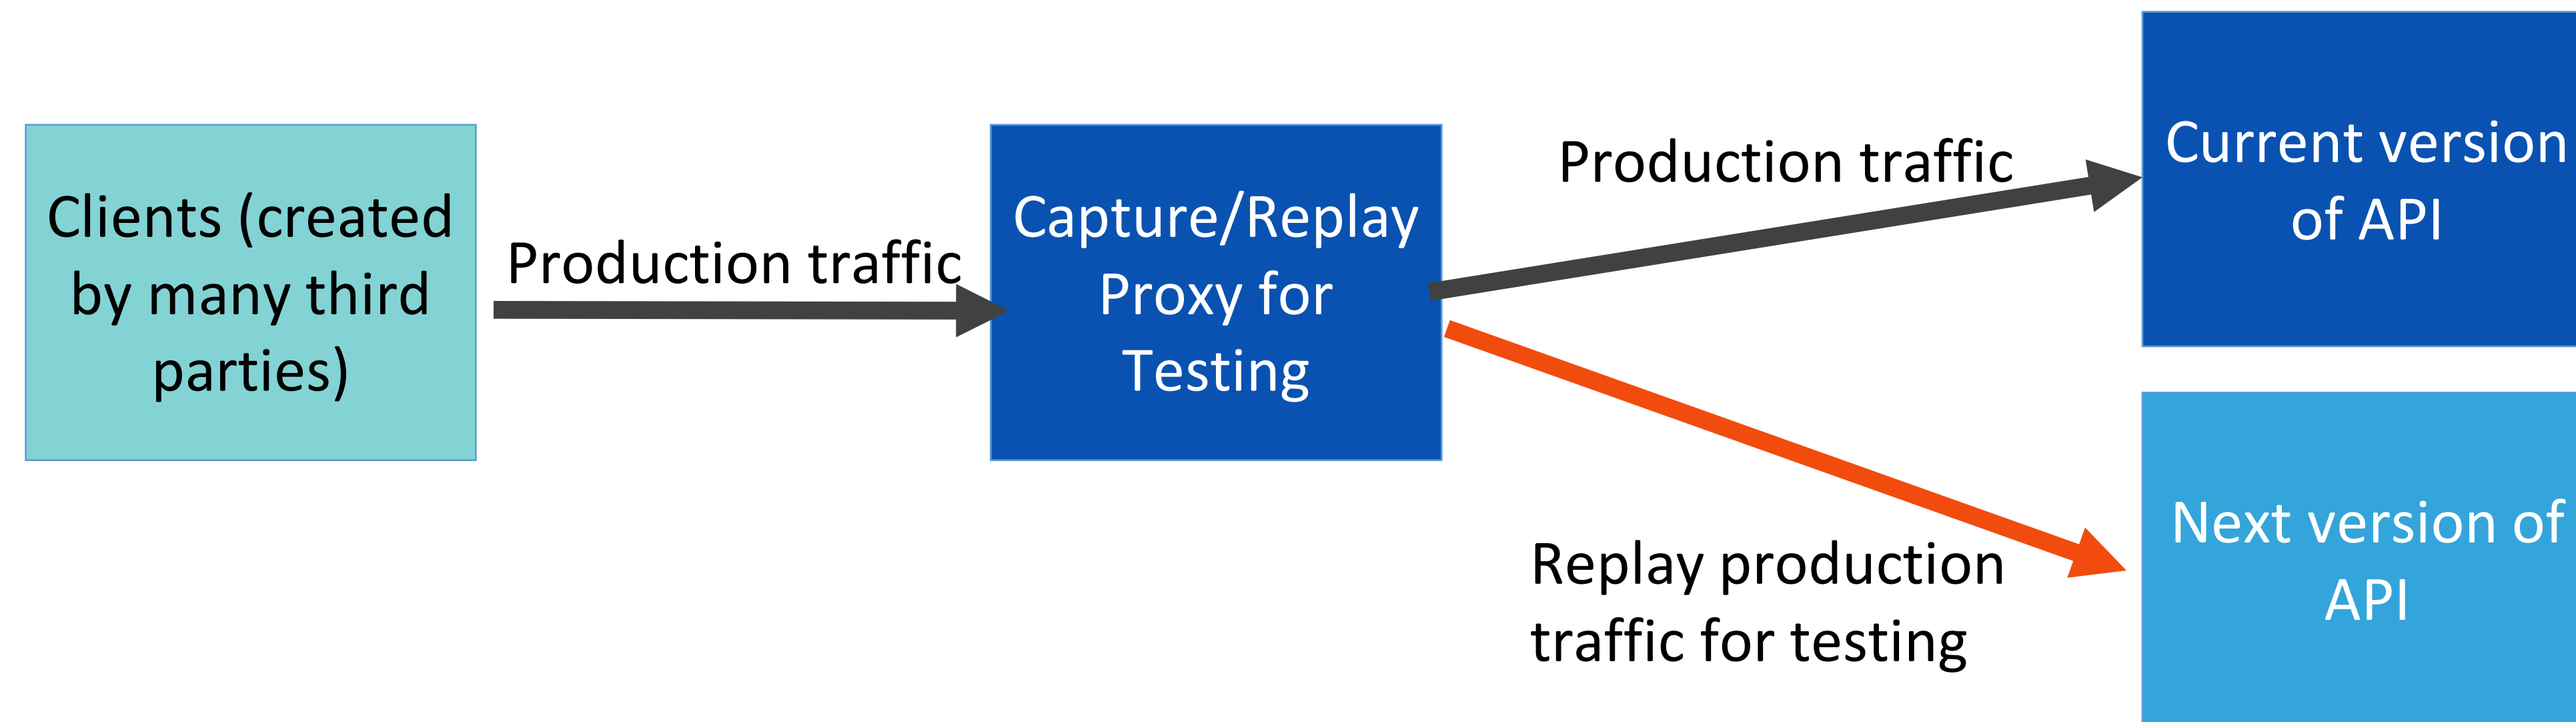 Clients (created
by many third
parties)
Production traffic
Capture/Replay
Proxy for
Testing
Production traffic
Current version
of API
Replay production
traffic for testing
Next version of
API